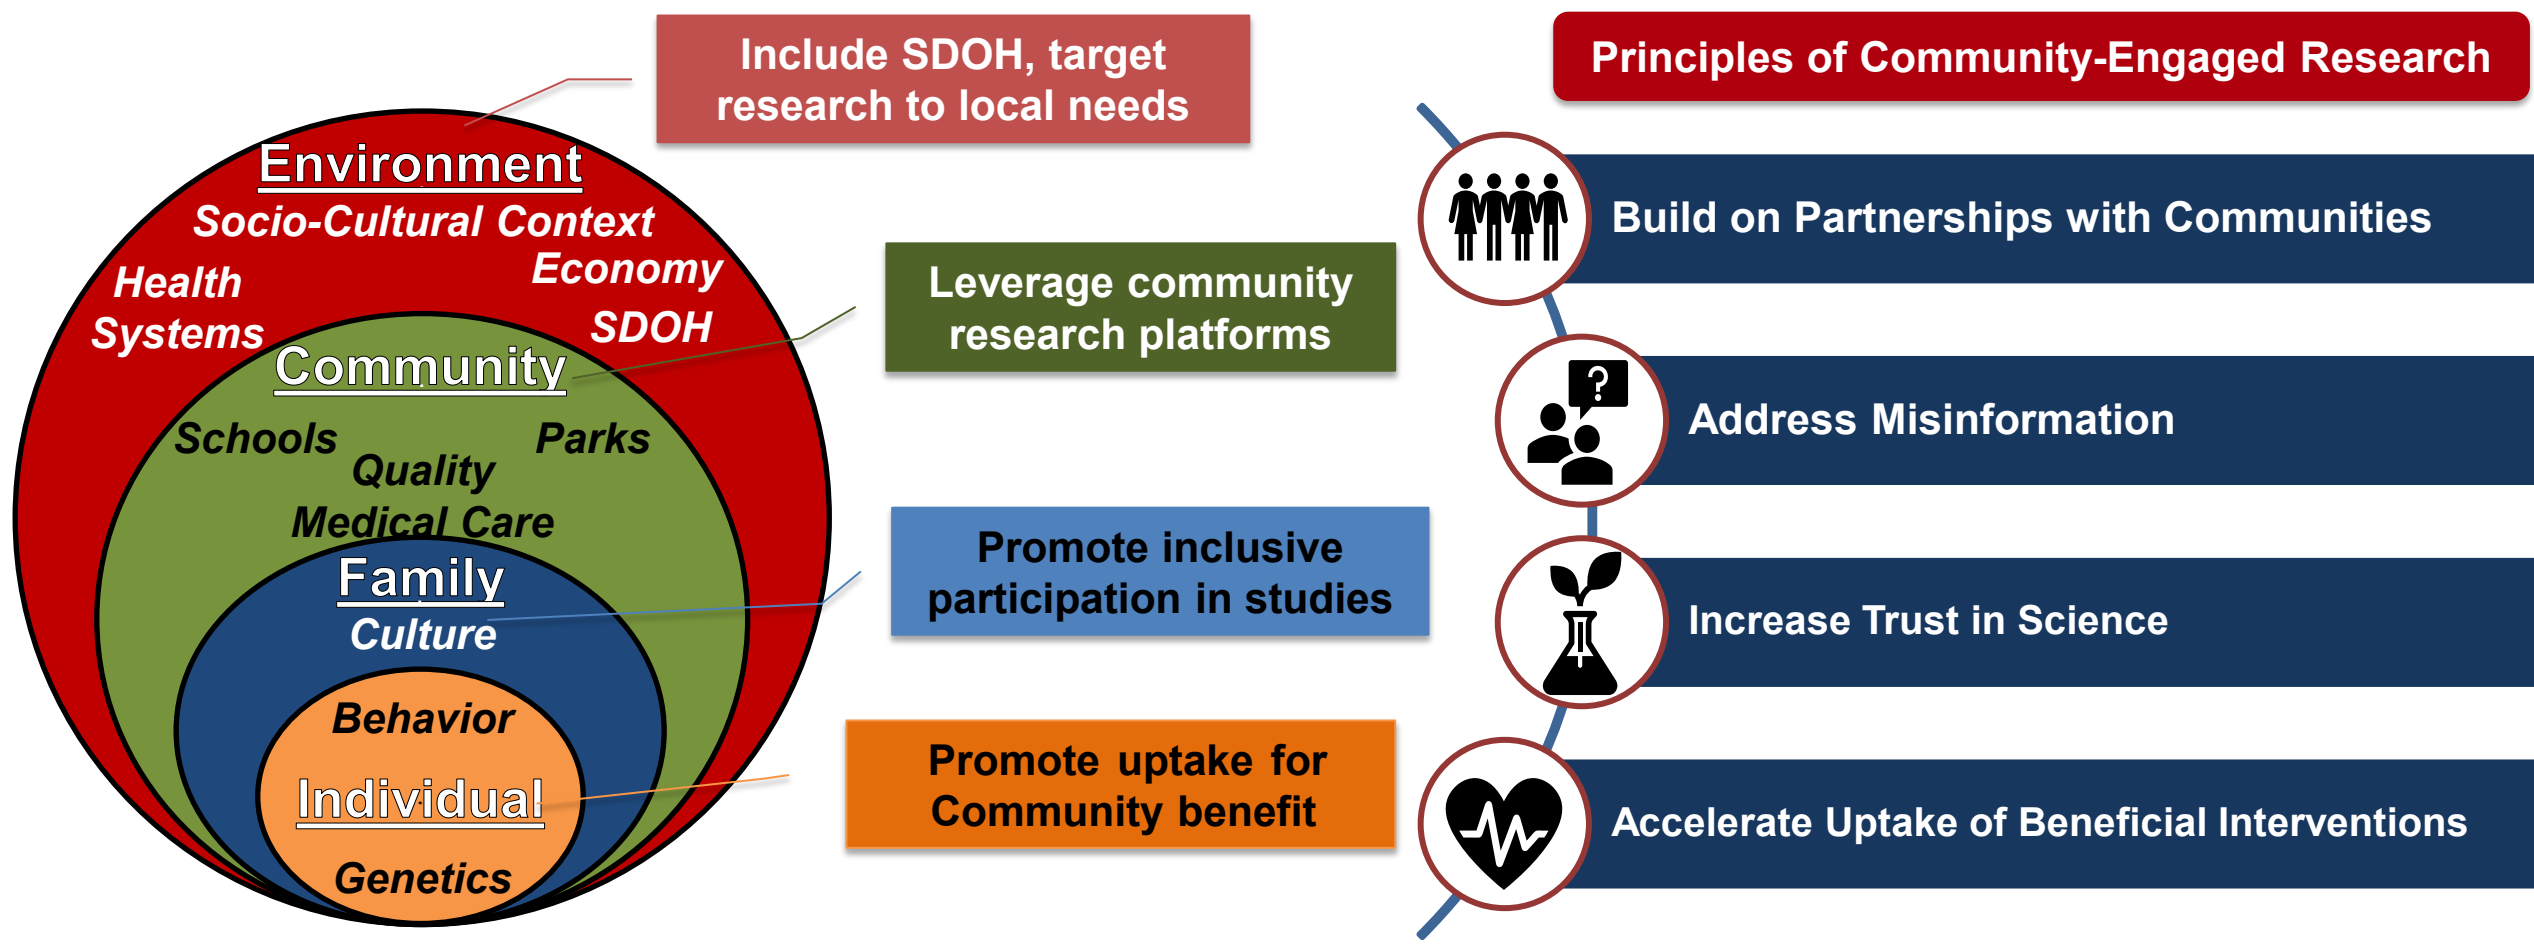 Include SDOH, target
research to local needs
Environment
Socio-Cultural Context
Health
Systems
Economy
SDOH
Leverage community
research platforms
Community
Schools
Parks
Quality
Medical Care
Promote inclusive
participation in studies
Family
Culture
Promote uptake for
Community benefit
Behavior
Individual
Genetics
Principles of Community-Engaged Research
Build on Partnerships with Communities
?
Address Misinformation
Increase Trust in Science
Accelerate Uptake of Beneficial Interventions